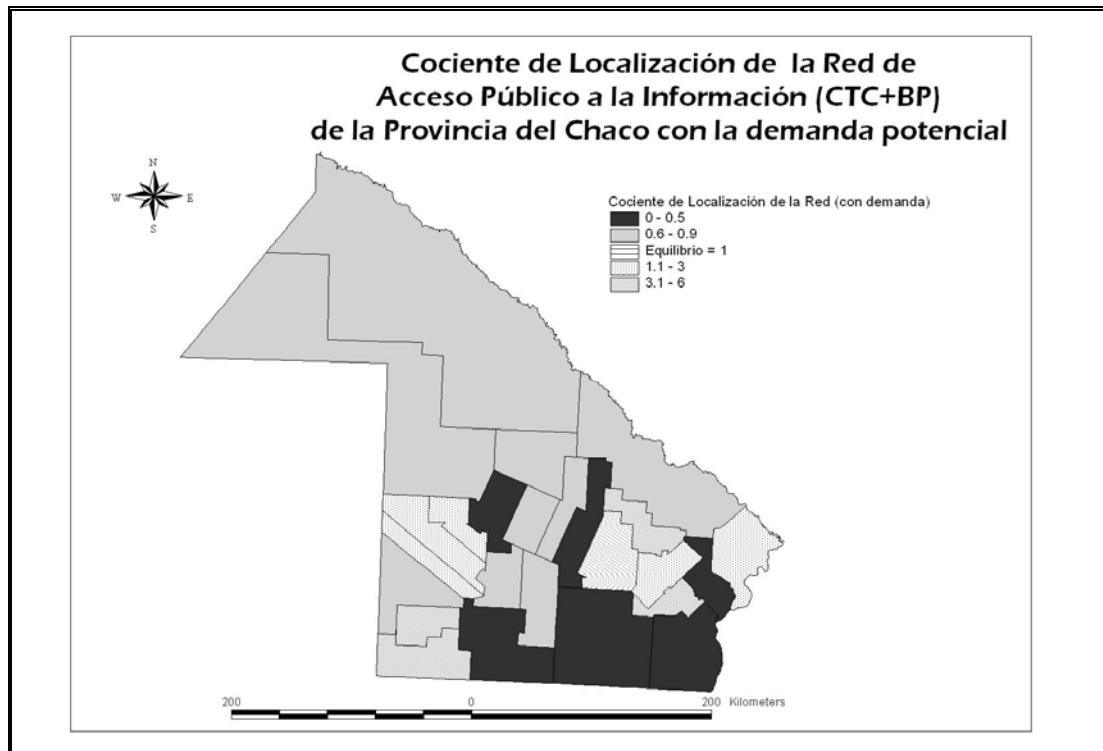 Cociente de Localización de la Red de
Acceso Público a la Información (CTC+BP)
de la Provincia del Chaco con la demanda potencial
N
W E
S
Cociente de Localización de la Red (con demanda)
0 - 0.5
0.6 - 0.9
Equilibrio = 1
1.1 - 3
3.1 - 6
200 0 200 Kilometers